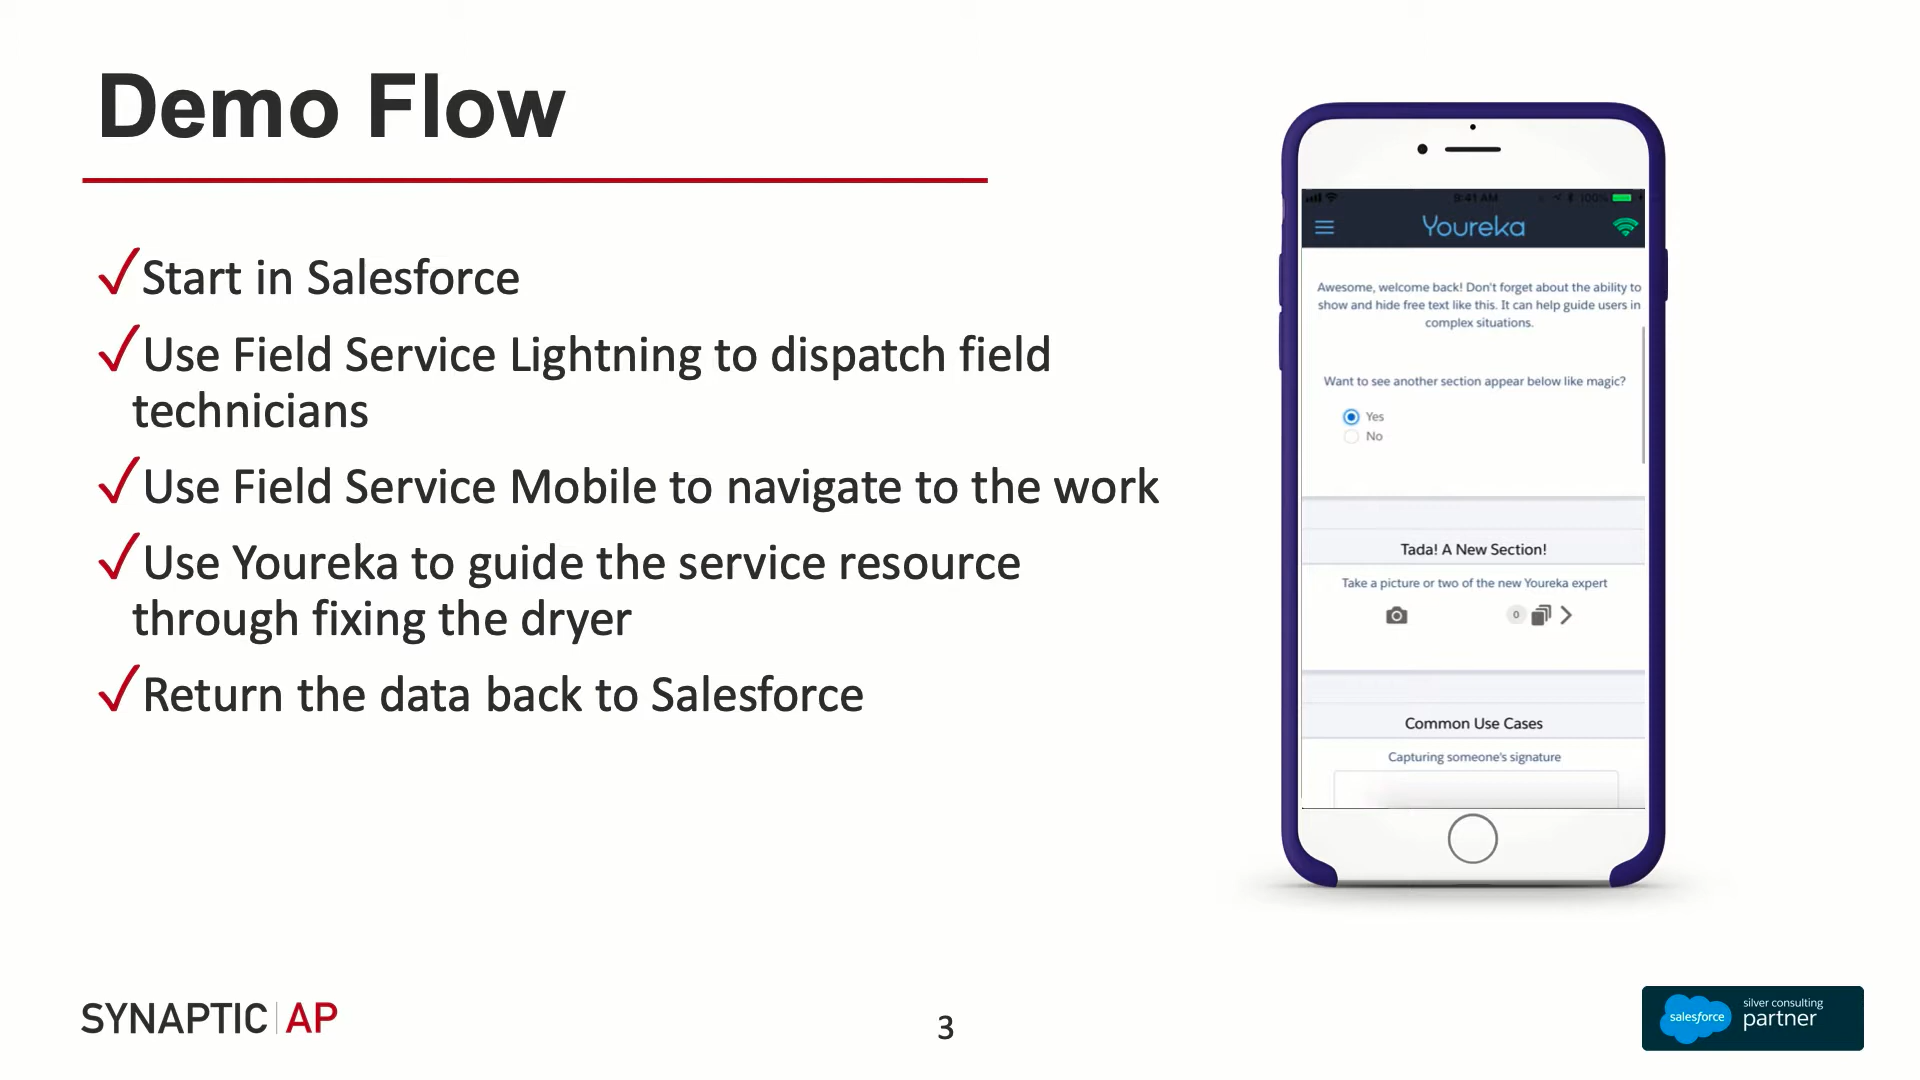 Demo Flow
✓Start in Salesforce
✓Use Field Service Lightning to dispatch field
technicians
✓Use Field Service Mobile to navigate to the work
✓Use Youreka to guide the service resource
through fixing the dryer
✓Return the data back to Salesforce
9:41 AM 100%
Youreka
Awesome, welcome back! Don't forget about the ability to
show and hide free text like this. It can help guide users in
complex situations.
Want to see another section appear below like magic?
Yes
No
Tada! A New Section!
Take a picture or two of the new Youreka expert
0
Common Use Cases
Capturing someone's signature
SYNAPTIC | AP
3
salesforce
silver consulting
partner